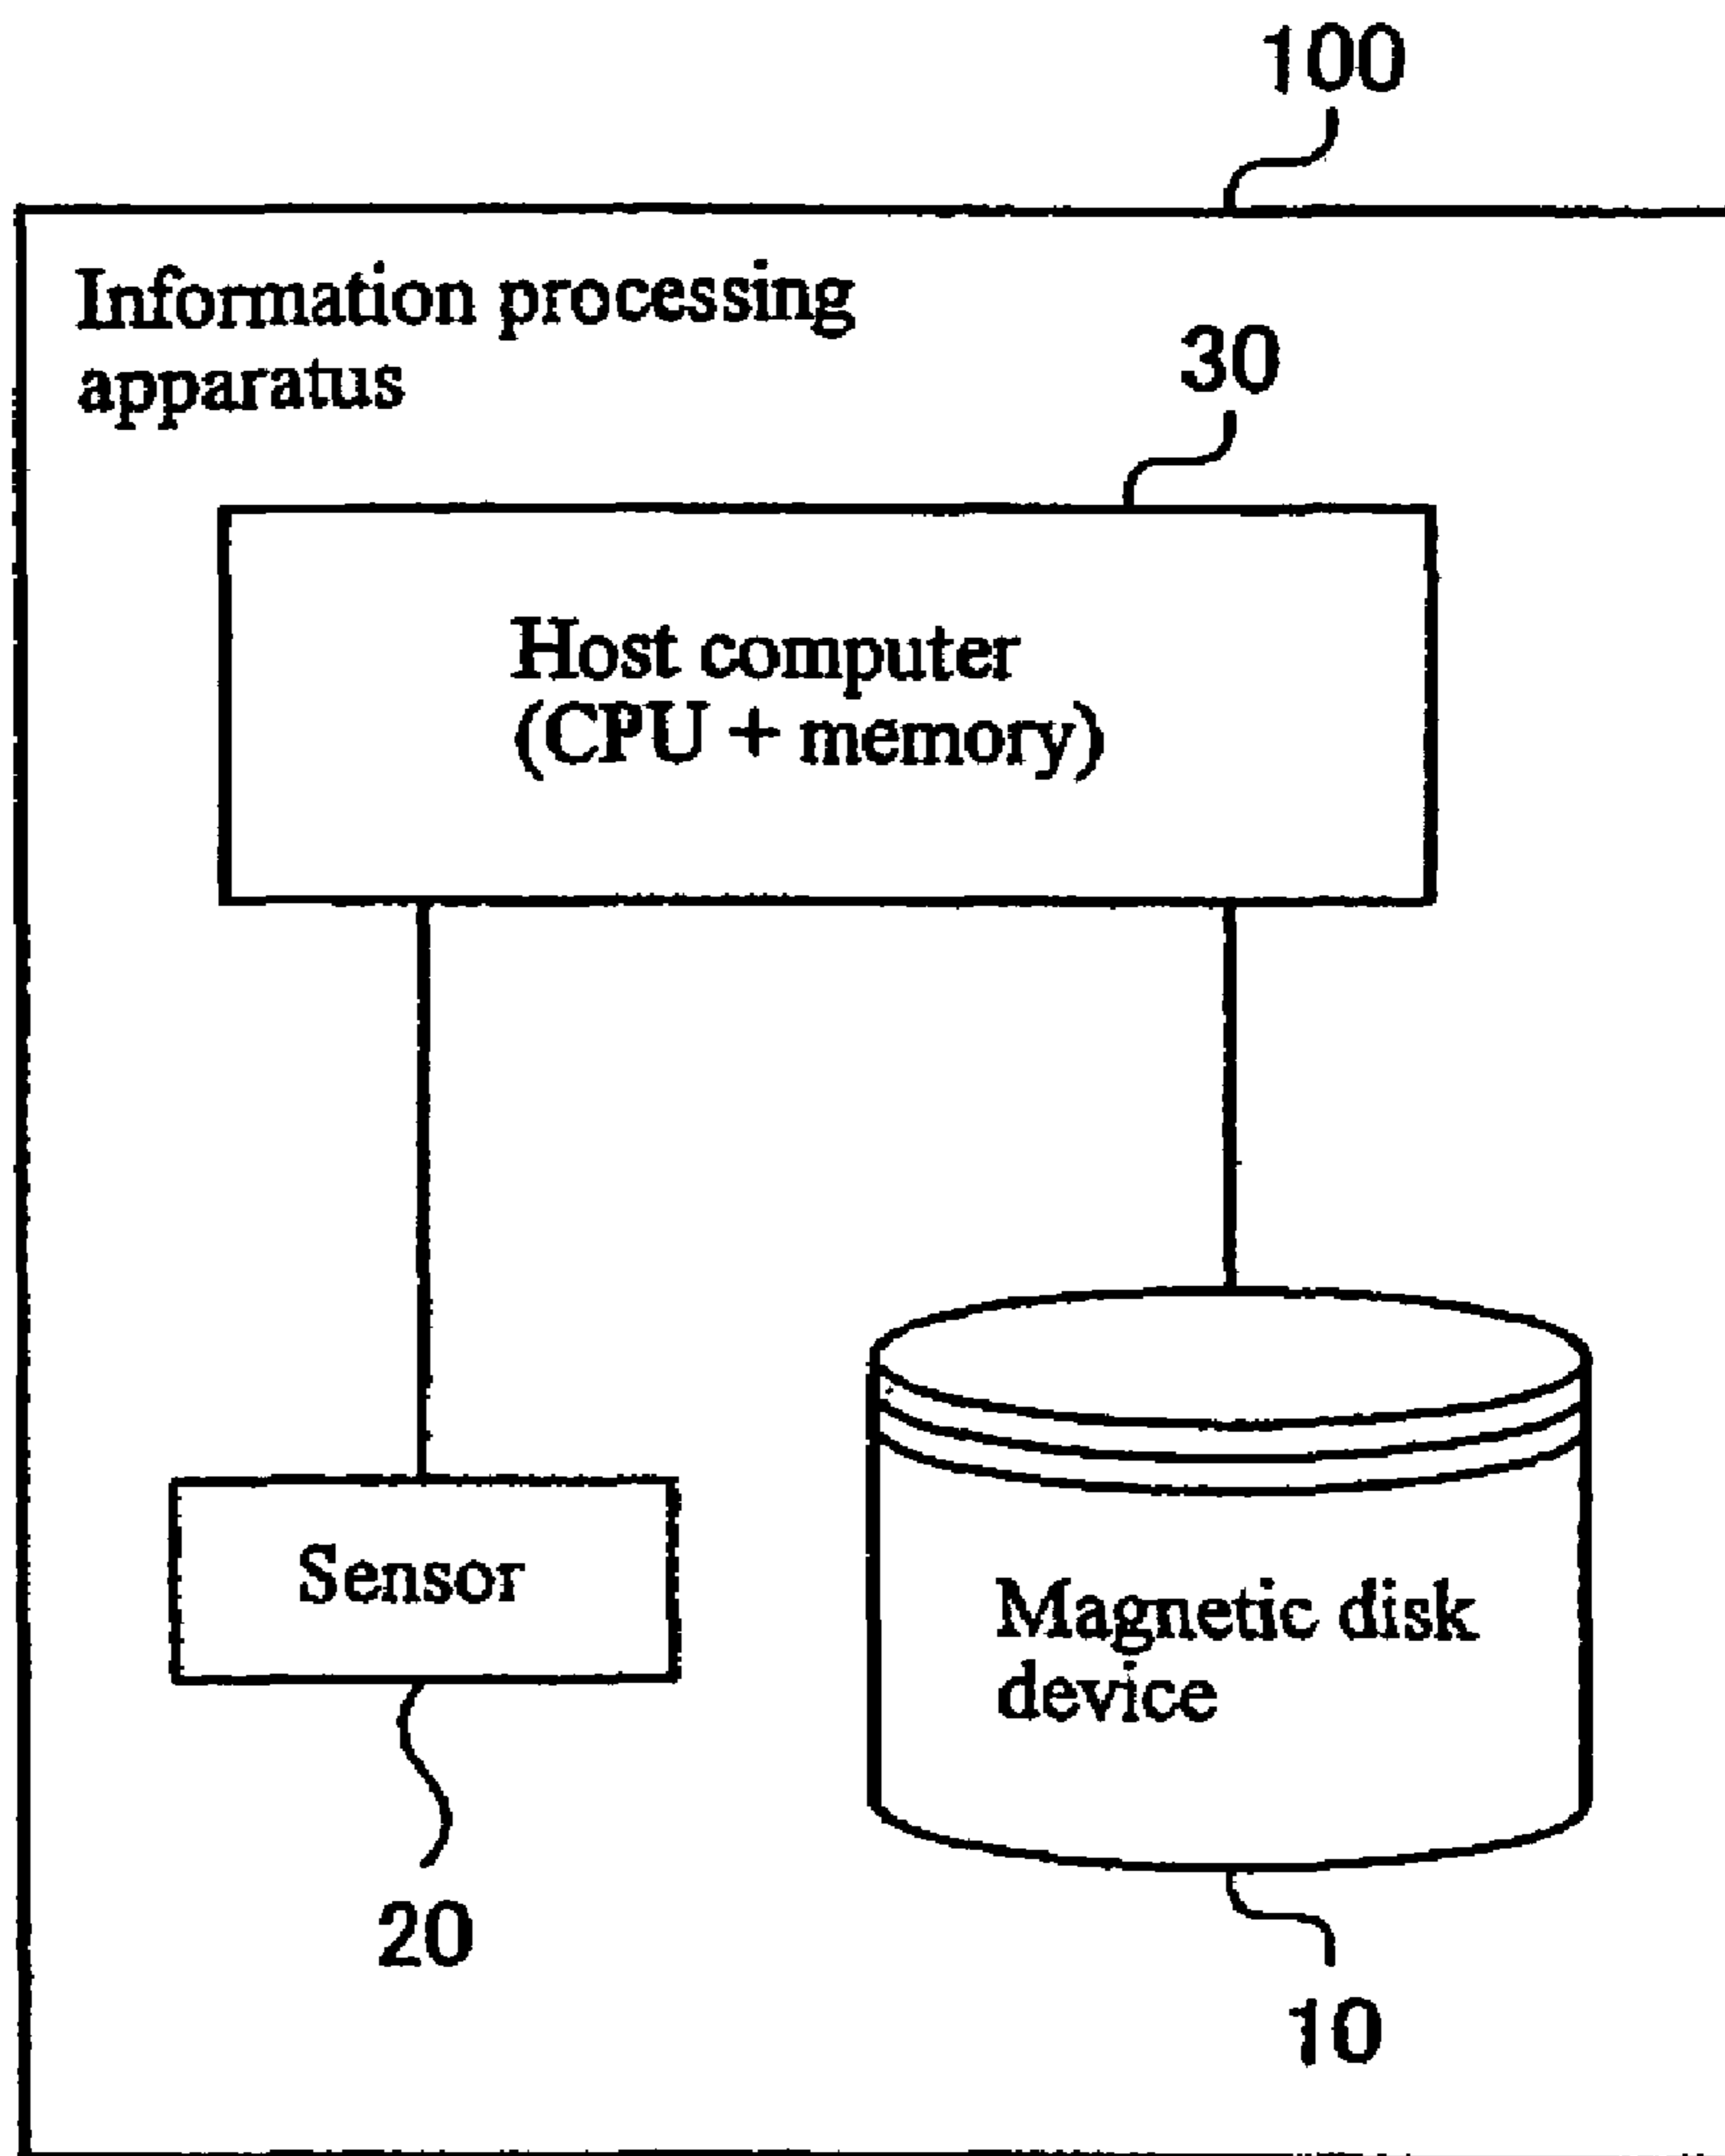 100
Information processing
apparatus
30
Host computer
(CPU + memory)
Sensor
Magnetic disk
device
20
10